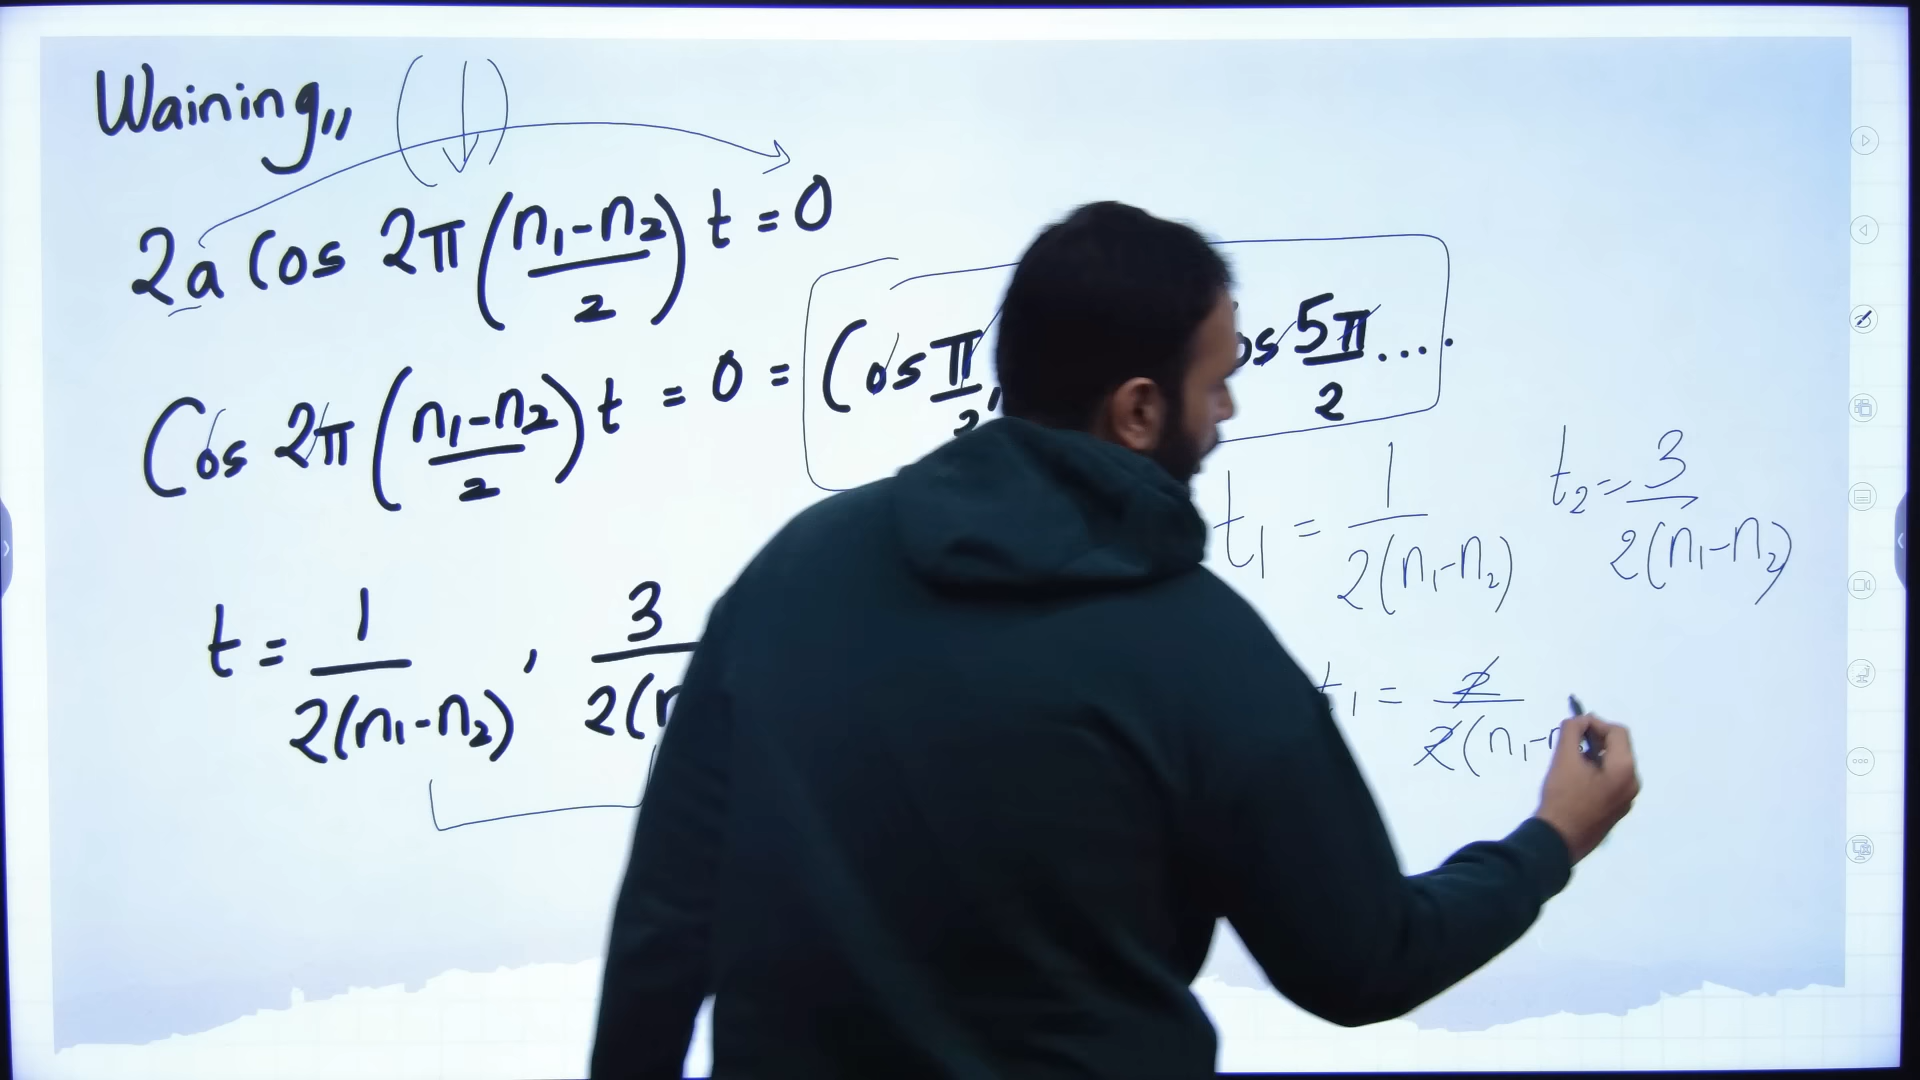 Waining,,
2a Cos 2π((n₁-n₂)/2) t = 0
Cos 2π((n₁-n₂)/2) t = 0 = Cos π/2, os 5π/2 ....
t = 1/(2(n₁-n₂)), 3/(2(n
t₁ = 1/(2(n₁-n₂)) t₂ = 3/(2(n₁-n₂))
t₁ = 2/(2(n₁-n